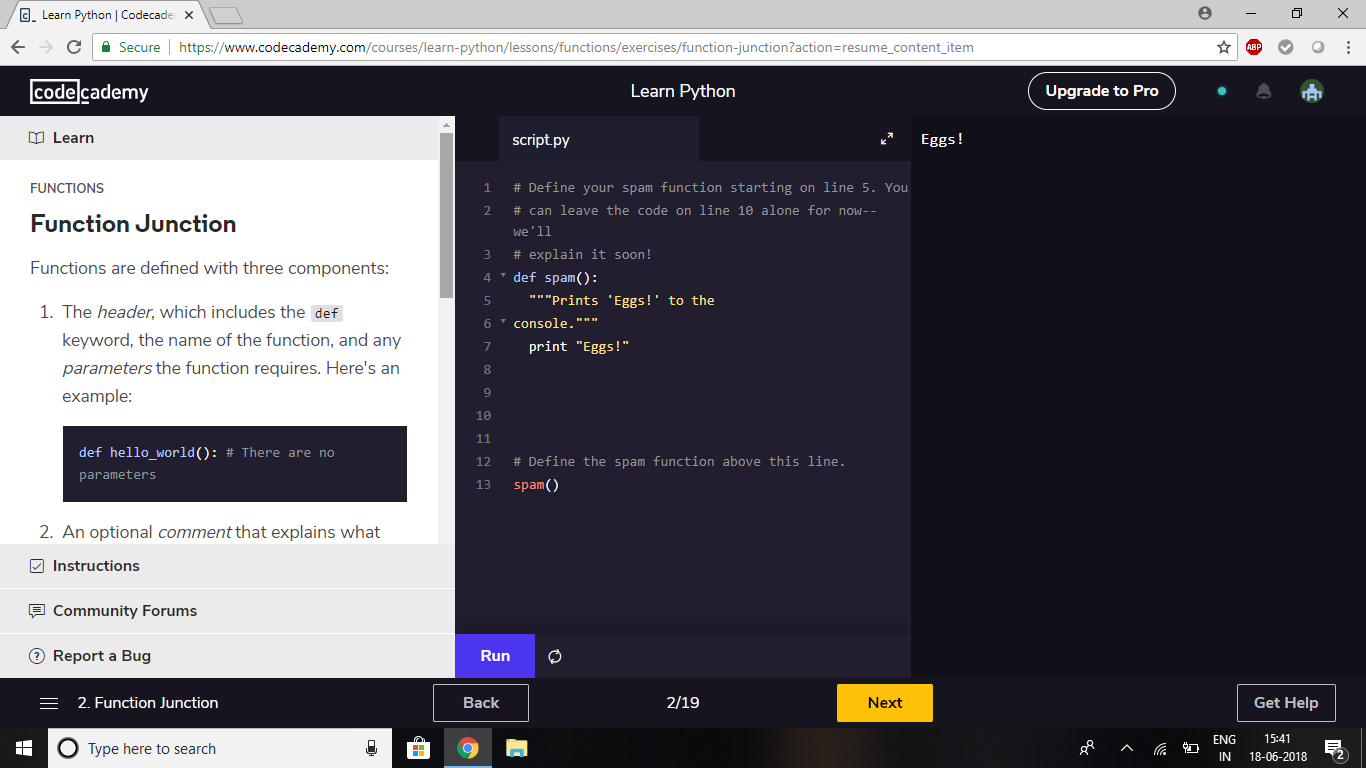 Learn Python | Codecade
Secure
https://www.codecademy.com/courses/learn-python/lessons/functions/exercises/function-junction?action=resume_content_item
ABP
codecademy
Learn Python
Upgrade to Pro
Learn
FUNCTIONS
Function Junction
Functions are defined with three components:
1. The header, which includes the def
keyword, the name of the function, and any
parameters the function requires. Here's an
example:
def hello_world(): # There are no
parameters
2. An optional comment that explains what
Instructions
Community Forums
Report a Bug
script.py
1 # Define your spam function starting on line 5. You
2 # can leave the code on line 10 alone for now--
we'll
3 # explain it soon!
4 def spam():
5 """Prints 'Eggs!' to the
6 console."""
7 print "Eggs!"
8
9
10
11
12 # Define the spam function above this line.
13 spam()
Run
Eggs!
2. Function Junction
Back
2/19
Next
Get Help
Type here to search
ENG
IN
15:41
18-06-2018
2